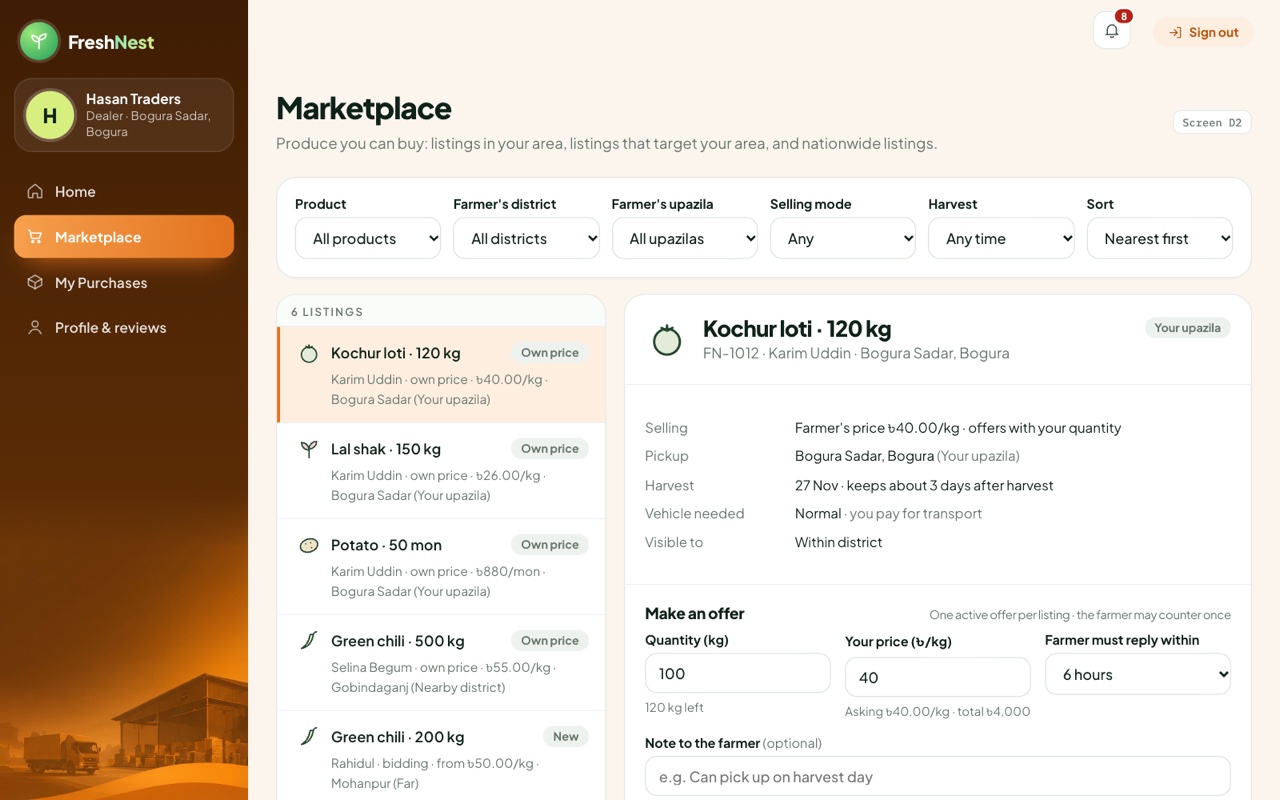 FreshNest
H
Hasan Traders
Dealer · Bogura Sadar,
Bogura
Home
Marketplace
My Purchases
Profile & reviews
8
Sign out
Marketplace
Produce you can buy: listings in your area, listings that target your area, and nationwide listings.
Screen D2
Product
Farmer's district
Farmer's upazila
Selling mode
Harvest
Sort
All products
All districts
All upazilas
Any
Any time
Nearest first
6 LISTINGS
Kochur loti · 120 kg
Own price
Karim Uddin · own price · ৳40.00/kg ·
Bogura Sadar (Your upazila)
Lal shak · 150 kg
Own price
Karim Uddin · own price · ৳26.00/kg ·
Bogura Sadar (Your upazila)
Potato · 50 mon
Own price
Karim Uddin · own price · ৳880/mon ·
Bogura Sadar (Your upazila)
Green chili · 500 kg
Own price
Selina Begum · own price · ৳55.00/kg ·
Gobindaganj (Nearby district)
Green chili · 200 kg
New
Rahidul · bidding · from ৳50.00/kg ·
Mohanpur (Far)
Kochur loti · 120 kg
Your upazila
FN-1012 · Karim Uddin · Bogura Sadar, Bogura
Selling
Farmer's price ৳40.00/kg · offers with your quantity
Pickup
Bogura Sadar, Bogura (Your upazila)
Harvest
27 Nov · keeps about 3 days after harvest
Vehicle needed
Normal · you pay for transport
Visible to
Within district
Make an offer
One active offer per listing · the farmer may counter once
Quantity (kg)
Your price (৳/kg)
Farmer must reply within
100
40
6 hours
120 kg left
Asking ৳40.00/kg · total ৳4,000
Note to the farmer (optional)
e.g. Can pick up on harvest day